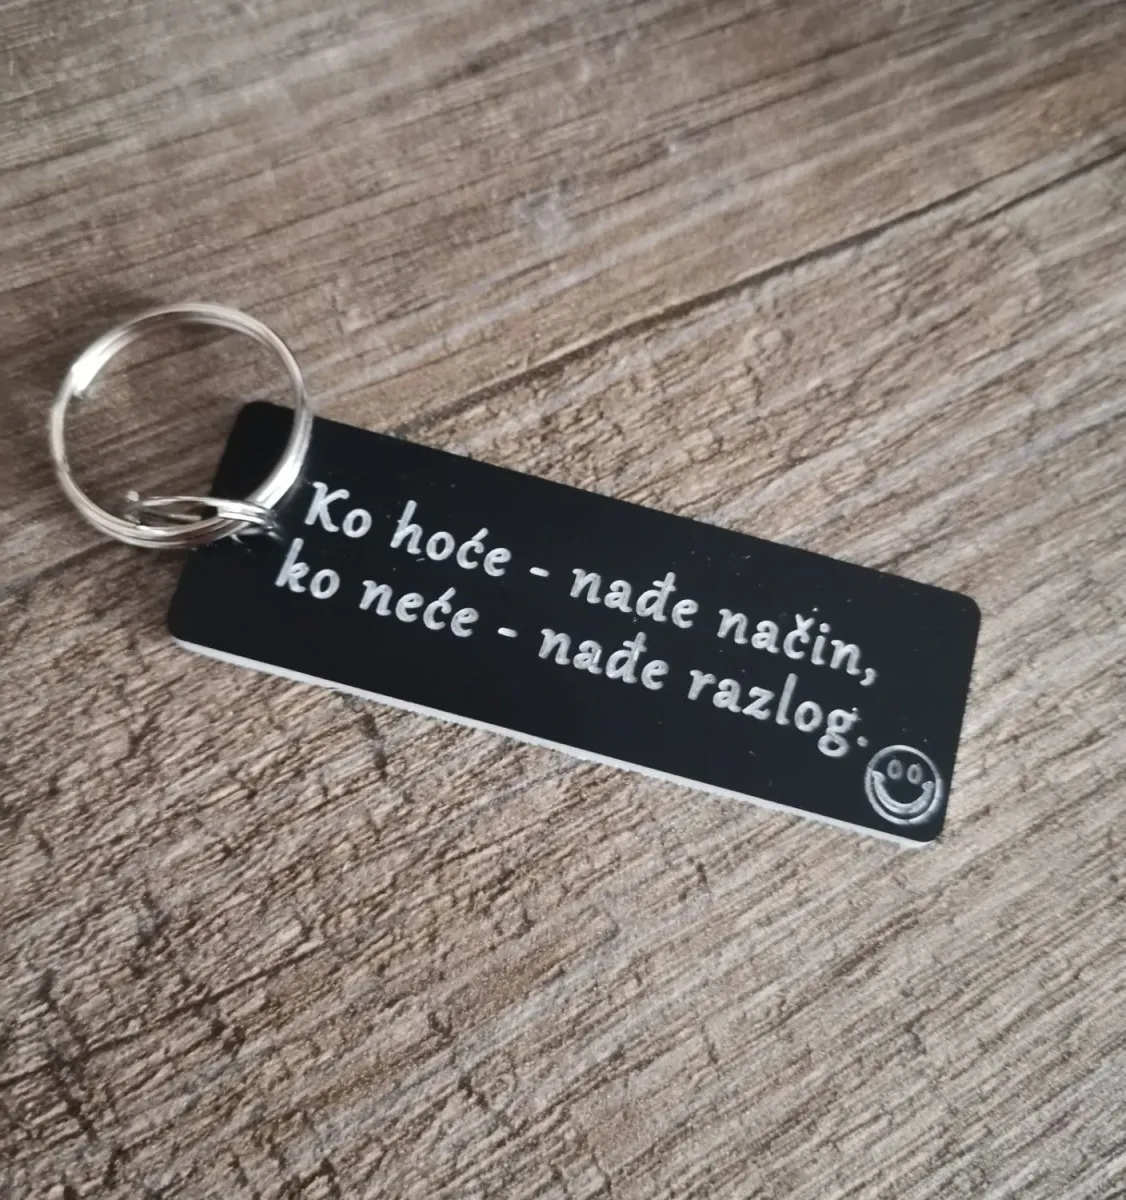 Ko hoće - nađe način,
ko neće - nađe razlog.